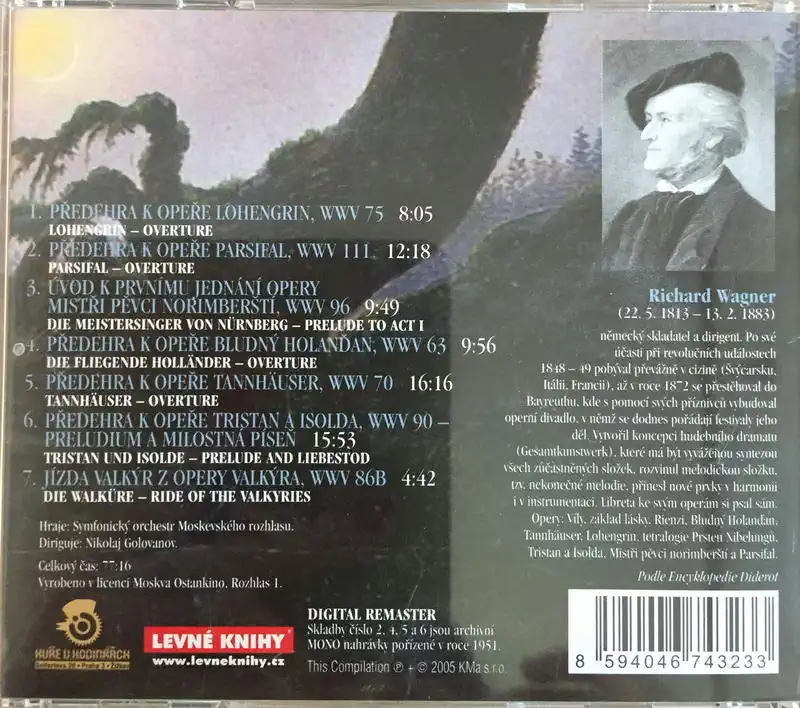 1. PŘEDEHRA K OPEŘE LOHENGRIN, WWV 75 8:05
LOHENGRIN – OVERTURE
2. PŘEDEHRA K OPEŘE PARSIFAL, WWV 111 12:18
PARSIFAL – OVERTURE
3. ÚVOD K PRVNÍMU JEDNÁNÍ OPERY
MISTŘI PĚVCI NORIMBERŠTÍ, WWV 96 9:49
DIE MEISTERSINGER VON NÜRNBERG – PRELUDE TO ACT I
4. PŘEDEHRA K OPEŘE BLUDNÝ HOLANĎAN, WWV 63 9:56
DIE FLIEGENDE HOLLÄNDER – OVERTURE
5. PŘEDEHRA K OPEŘE TANNHÄUSER, WWV 70 16:16
TANNHÄUSER – OVERTURE
6. PŘEDEHRA K OPEŘE TRISTAN A ISOLDA, WWV 90 –
PRELUDIUM A MILOSTNÁ PÍSEŇ 15:53
TRISTAN UND ISOLDE – PRELUDE AND LIEBESTOD
7. JÍZDA VALKÝR Z OPERY VALKÝRA, WWV 86B 4:42
DIE WALKÜRE – RIDE OF THE VALKYRIES
Hraje: Symfonický orchestr Moskevského rozhlasu.
Diriguje: Nikolaj Golovanov.
Celkový čas: 77:16
Vyrobeno v licenci Moskva Ostankino, Rozhlas 1.
KUŘE V HODINKÁCH
Seifertova 26 • Praha 3 • Žižkov
LEVNÉ KNIHY
www.levneknihy.cz
DIGITAL REMASTER
Skladby číslo 2, 4, 5 a 6 jsou archivní
MONO nahrávky pořízené v roce 1951.
This Compilation ℗ + © 2005 KMa s.r.o.
Richard Wagner
(22. 5. 1813 – 13. 2. 1883)
německý skladatel a dirigent. Po své
účasti při revolučních událostech
1848 – 49 pobýval převážně v cizině (Švýcarsku,
Itálii, Francii), až v roce 1872 se přestěhoval do
Bayreuthu, kde s pomocí svých příznivců vybudoval
operní divadlo, v němž se dodnes pořádají festivaly jeho
děl. Vytvořil koncepci hudebního dramatu
(Gesamtkunstwerk), které má být vyváženou syntézou
všech zúčastněných složek, rozvinul melodickou složku,
tzv. nekonečné melodie, přinesl nové prvky v harmonii
i v instrumentaci. Libreta ke svým operám si psal sám.
Opery: Víly, základ lásky, Rienzi, Bludný Holanďan,
Tannhäuser, Lohengrin, tetralogie Prsten Nibelungů,
Tristan a Isolda, Mistři pěvci norimberští a Parsifal.
Podle Encyklopedie Diderot
8 594046 743233